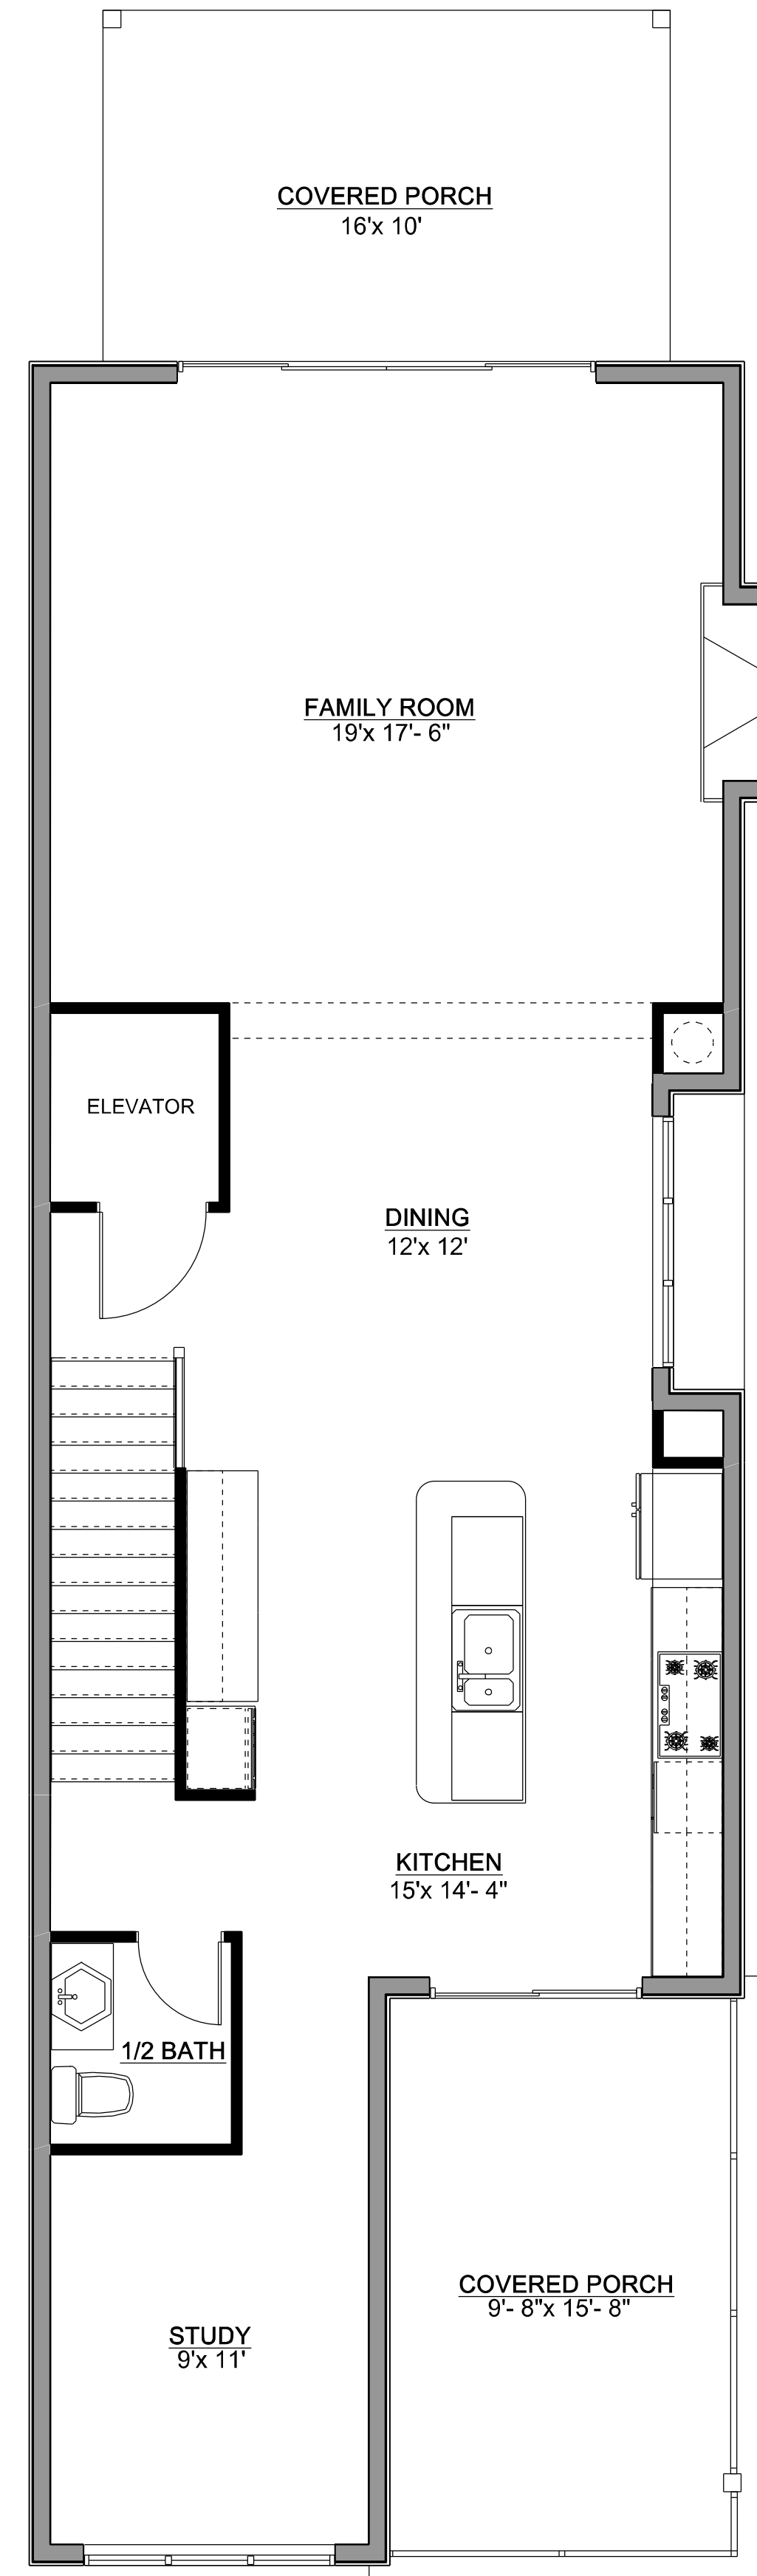 COVERED PORCH
16'x 10'
FAMILY ROOM
19'x 17'- 6"
ELEVATOR
DINING
12'x 12'
KITCHEN
15'x 14'- 4"
1/2 BATH
COVERED PORCH
9'- 8"x 15'- 8"
STUDY
9'x 11'